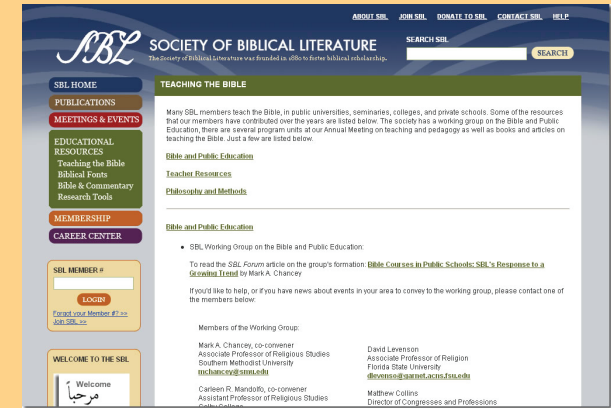 ABOUT SBL JOIN SBL DONATE TO SBL CONTACT SBL HELP
SBL SOCIETY OF BIBLICAL LITERATURE
The Society of Biblical Literature was founded in 1880 to foster biblical scholarship.
SEARCH SBL
SEARCH
SBL HOME
PUBLICATIONS
MEETINGS & EVENTS
EDUCATIONAL
RESOURCES
Teaching the Bible
Biblical Fonts
Bible & Commentary
Research Tools
MEMBERSHIP
CAREER CENTER
SBL MEMBER #
LOGIN
Forgot your Member #? >>
Join SBL >>
WELCOME TO THE SBL
Welcome
مرحبا
TEACHING THE BIBLE
Many SBL members teach the Bible, in public universities, seminaries, colleges, and private schools. Some of the resources
that our members have contributed over the years are listed below. The society has a working group on the Bible and Public
Education, there are several program units at our Annual Meeting on teaching and pedagogy as well as books and articles on
teaching the Bible. Just a few are listed below.
Bible and Public Education
Teacher Resources
Philosophy and Methods
Bible and Public Education
• SBL Working Group on the Bible and Public Education:
To read the SBL Forum article on the group's formation: Bible Courses in Public Schools: SBL's Response to a
Growing Trend by Mark A. Chancey
If you'd like to help, or if you have news about events in your area to convey to the working group, please contact one of
the members below:
Members of the Working Group:
Mark A. Chancey, co-convener
Associate Professor of Religious Studies
Southern Methodist University
mchancey@smu.edu
Carleen R. Mandolfo, co-convener
Assistant Professor of Religious Studies
David Levenson
Associate Professor of Religion
Florida State University
dlevenso@garnet.acns.fsu.edu
Matthew Collins
Director of Congresses and Professions